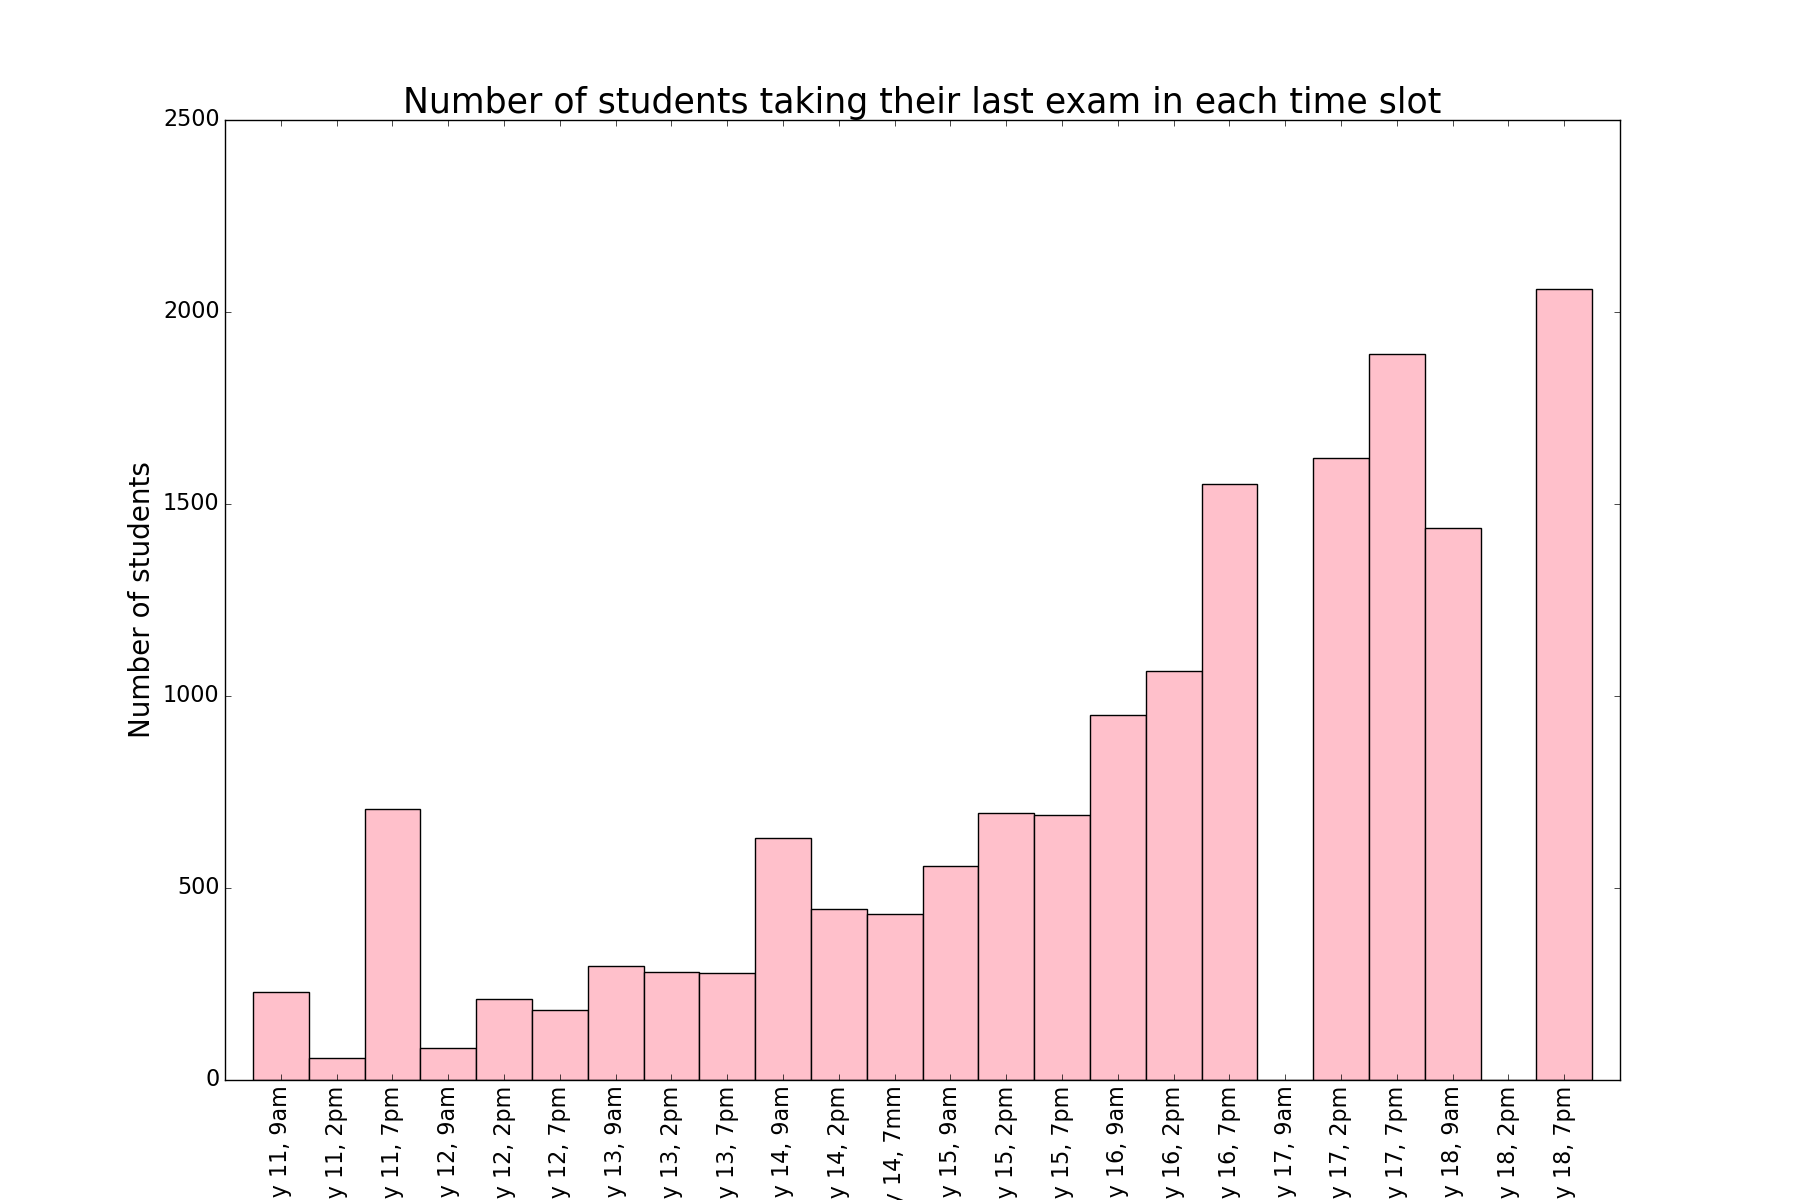 Number of students taking their last exam in each time slot
2500
2000
1500
1000
500
0
Number of students
y 11, 9am
y 11, 2pm
y 11, 7pm
y 12, 9am
y 12, 2pm
y 12, 7pm
y 13, 9am
y 13, 2pm
y 13, 7pm
y 14, 9am
y 14, 2pm
y 14, 7mm
y 15, 9am
y 15, 2pm
y 15, 7pm
y 16, 9am
y 16, 2pm
y 16, 7pm
y 17, 9am
y 17, 2pm
y 17, 7pm
y 18, 9am
y 18, 2pm
y 18, 7pm